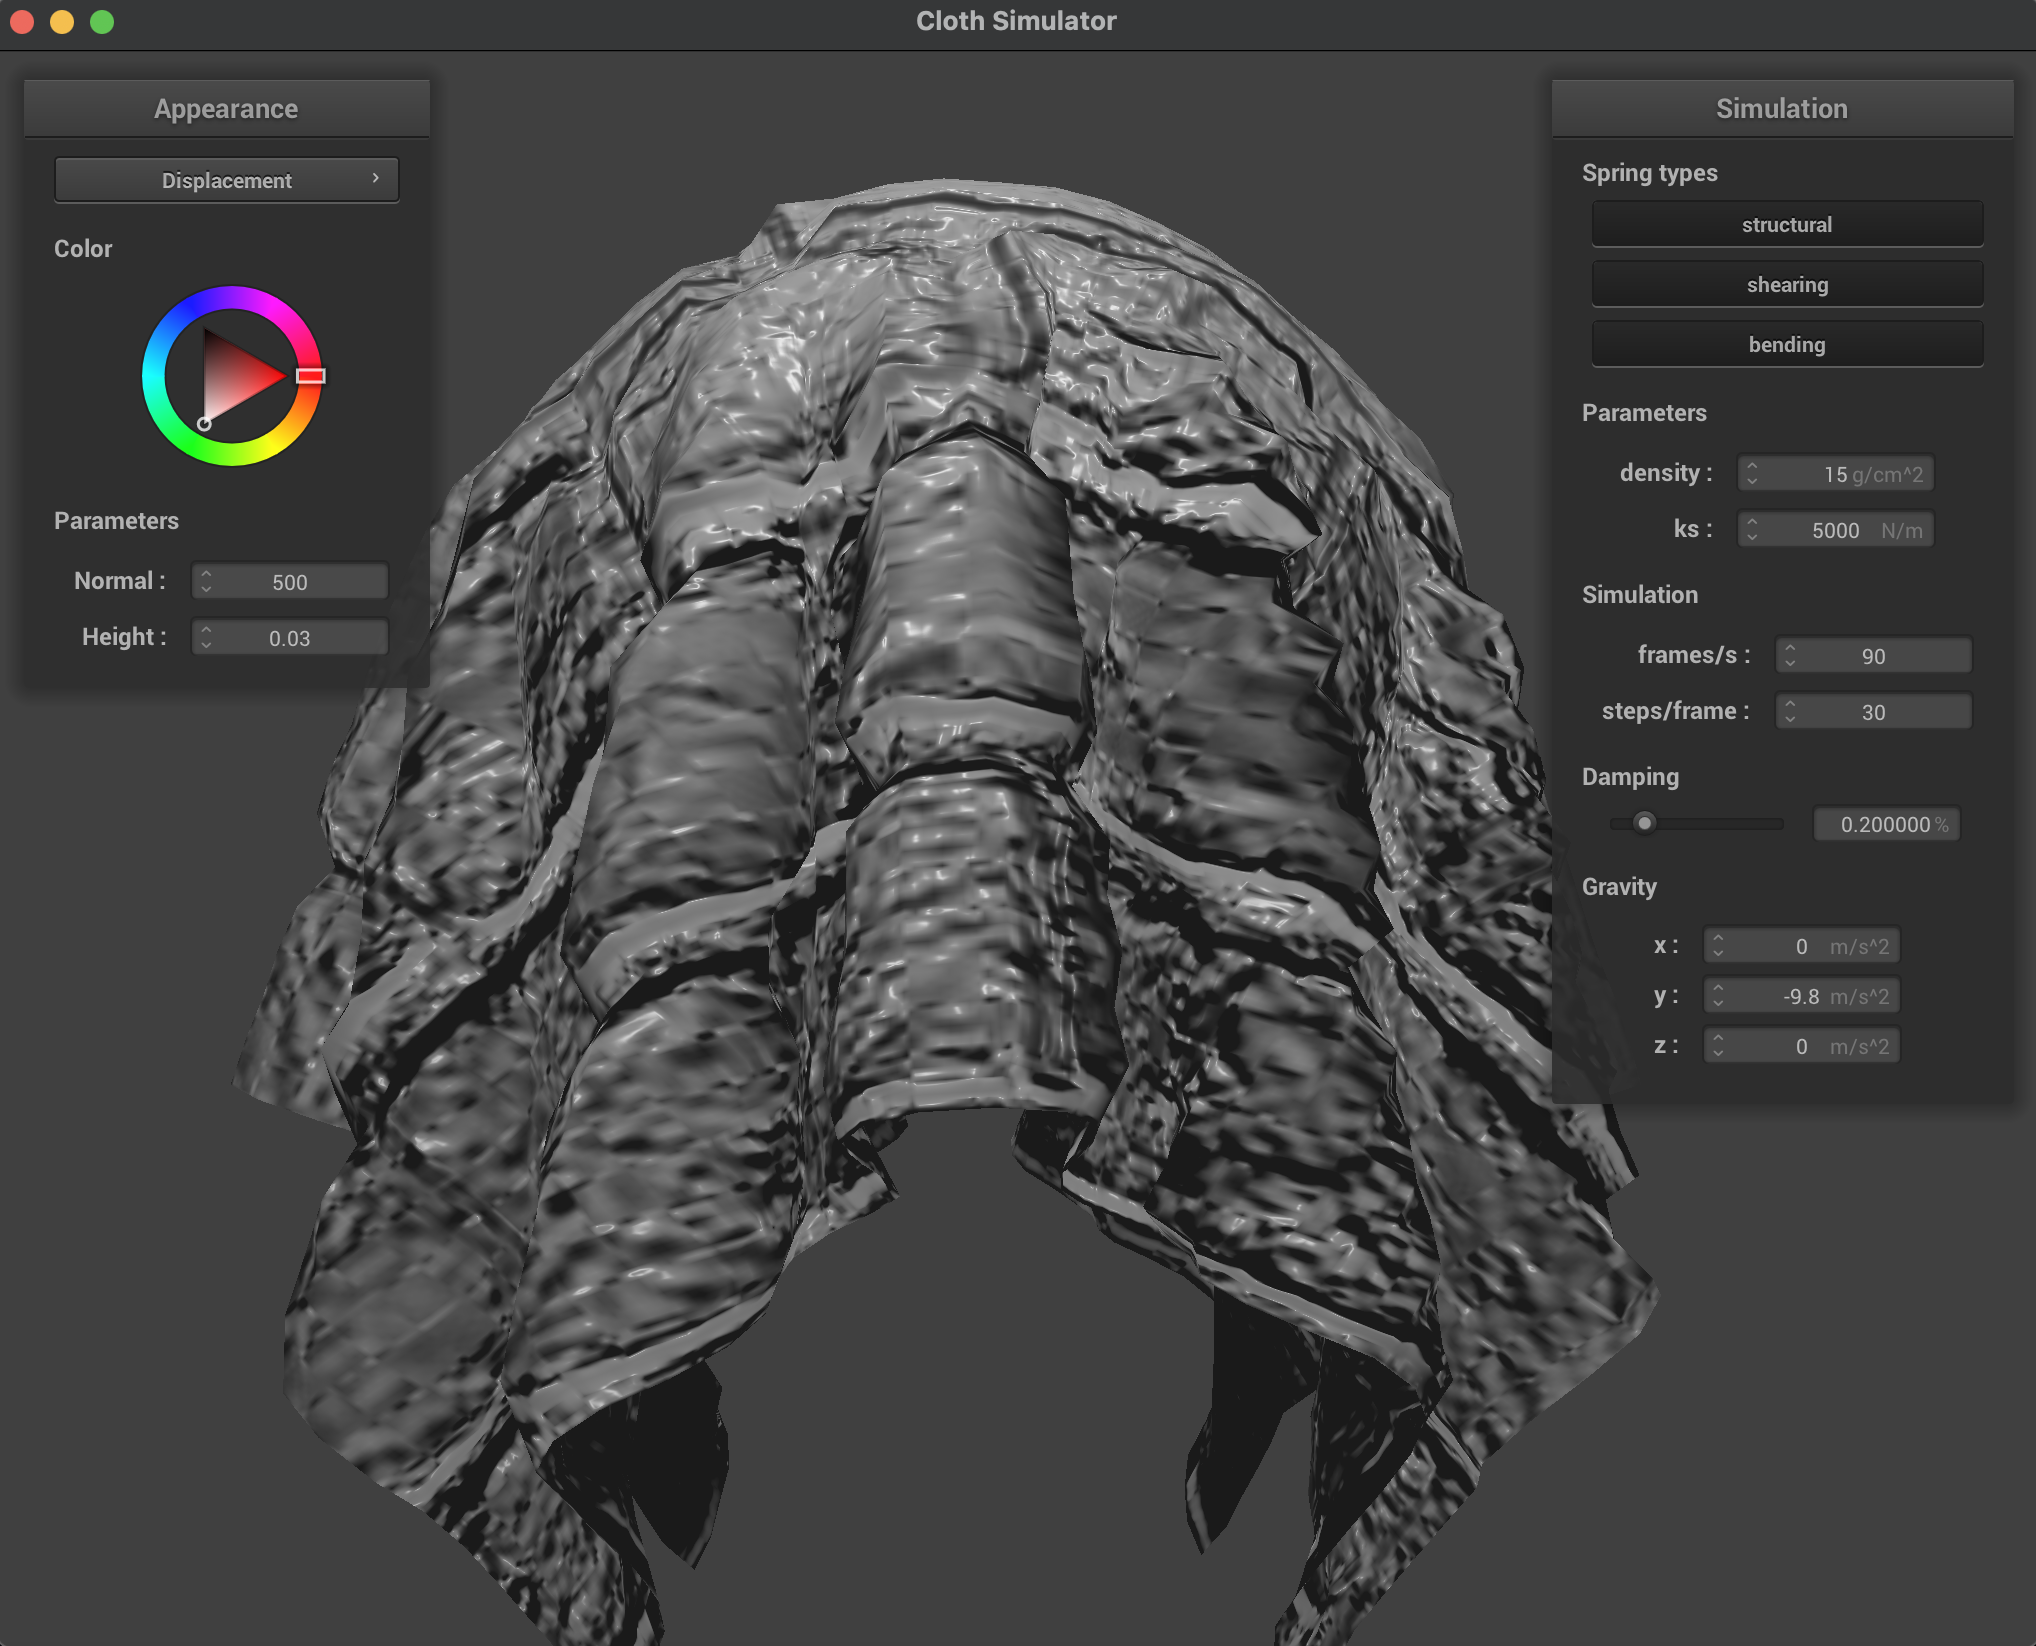 Cloth Simulator
Appearance
Displacement
Color
Parameters
Normal : 500
Height : 0.03
Simulation
Spring types
structural
shearing
bending
Parameters
density : 15 g/cm^2
ks : 5000 N/m
Simulation
frames/s : 90
steps/frame : 30
Damping
0.200000 %
Gravity
x : 0 m/s^2
y : -9.8 m/s^2
z : 0 m/s^2